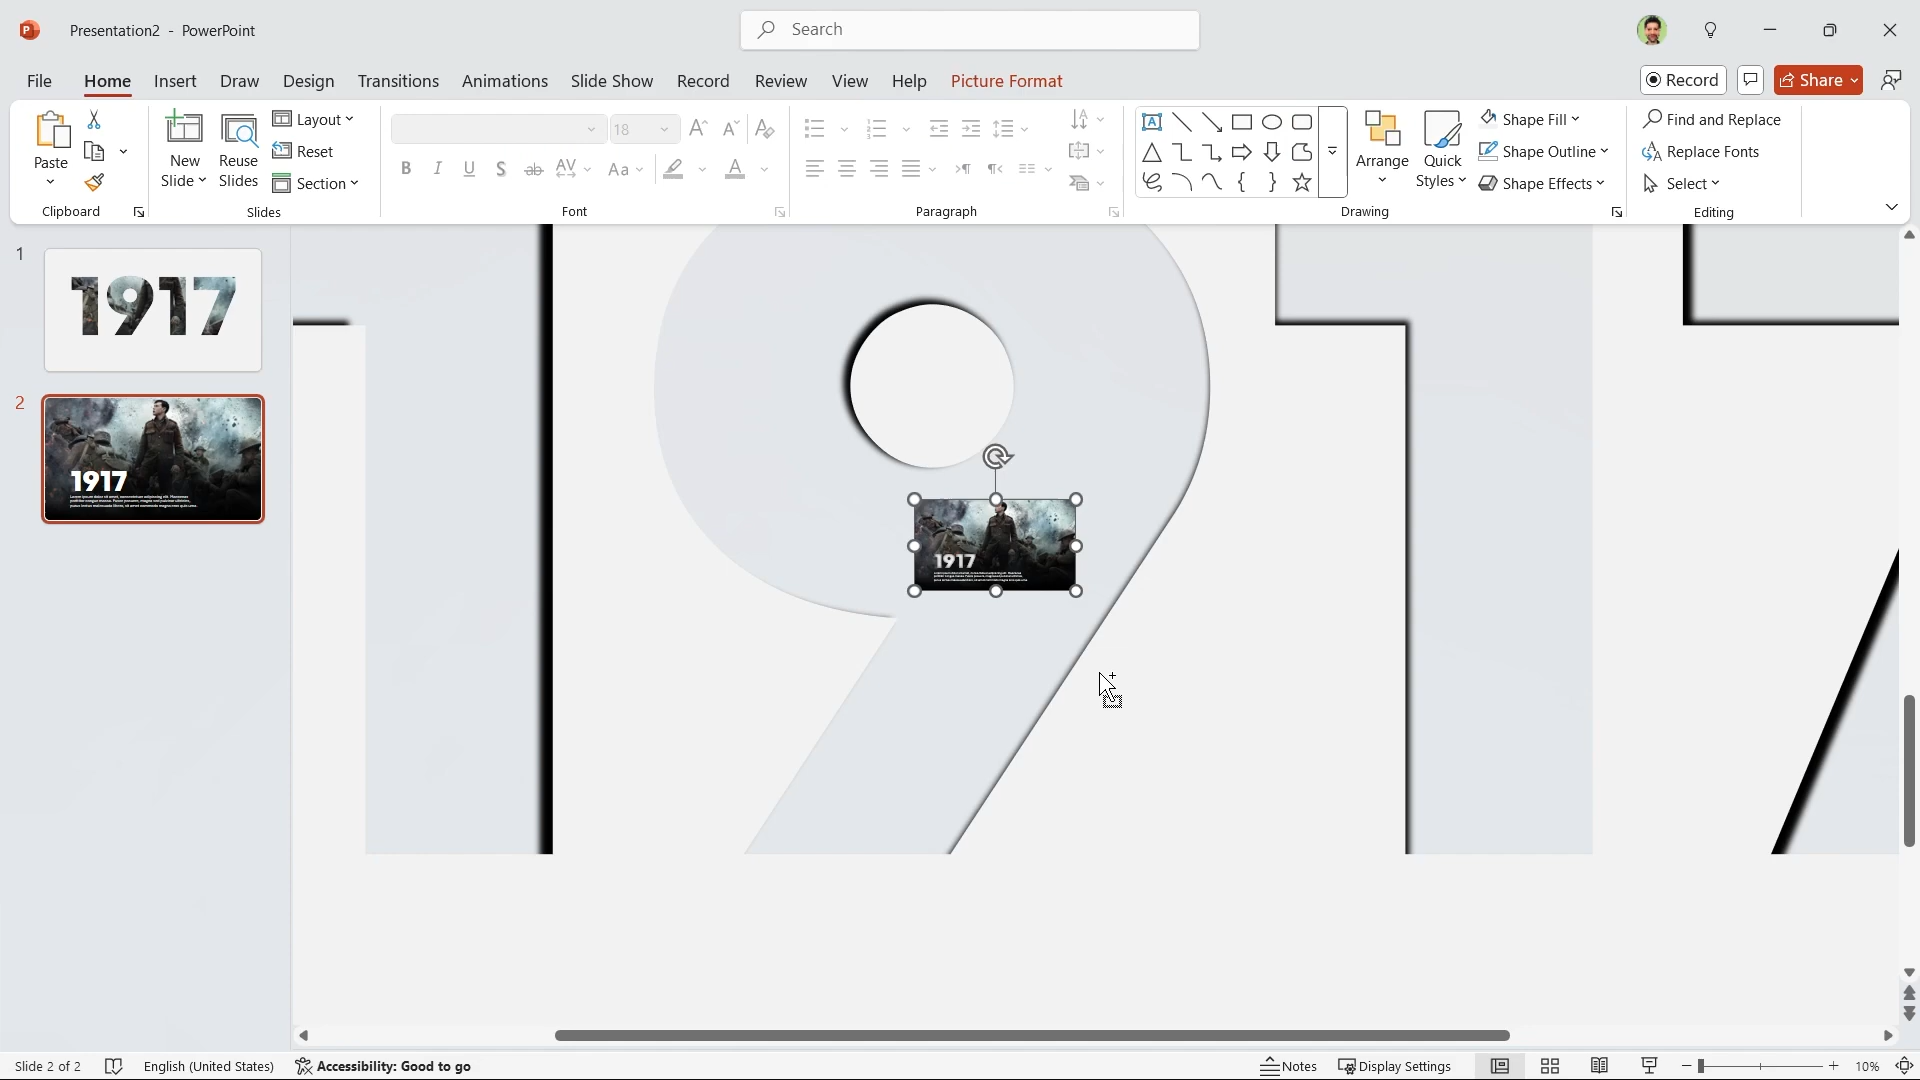 Presentation2 - PowerPoint
Search
File Home Insert Draw Design Transitions Animations Slide Show Record Review View Help Picture Format
Record
Share
Paste
New Slide
Reuse Slides
Layout
Reset
Section
18
Shape Fill
Shape Outline
Shape Effects
Arrange
Quick Styles
Find and Replace
Replace Fonts
Select
Clipboard Slides Font Paragraph Drawing Editing
1
1917
2
1917
1917
1917
Slide 2 of 2 English (United States) Accessibility: Good to go Notes Display Settings 10%